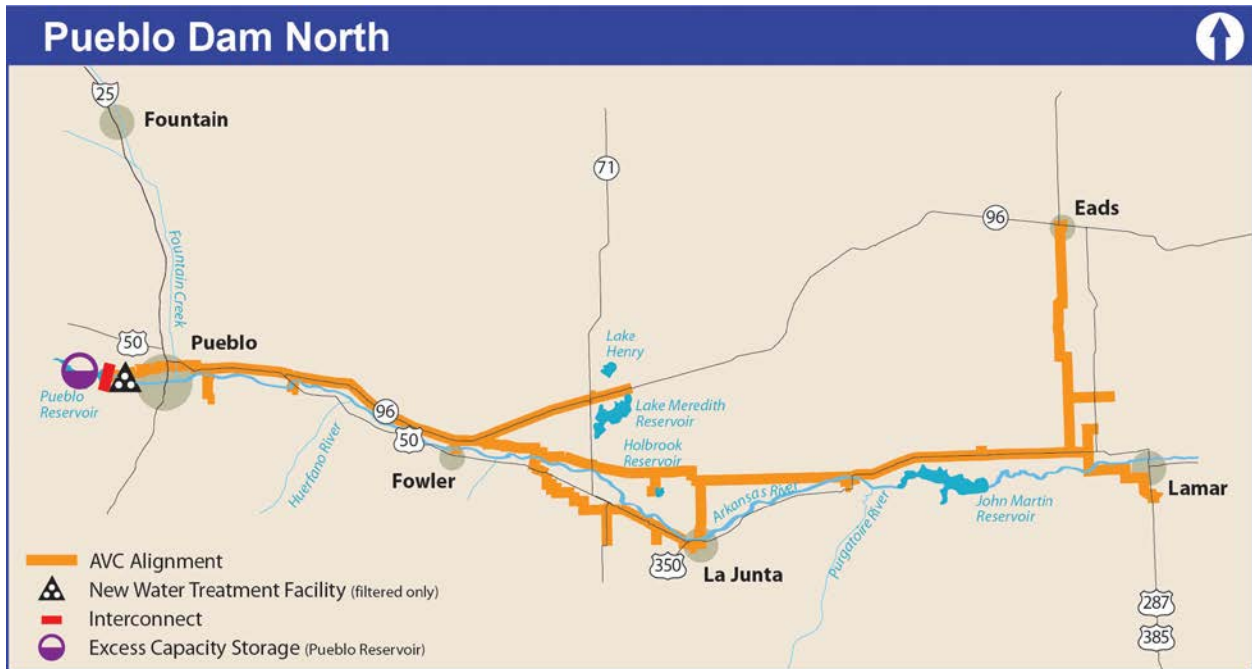 Pueblo Dam North
25
Fountain
71
96
Eads
Fountain Creek
50
Pueblo
Lake
Henry
Pueblo
Reservoir
96
Lake Meredith
Reservoir
50
Holbrook
Reservoir
Huerfano River
Fowler
Arkansas River
Purgatoire River
Lamar
John Martin
Reservoir
350
La Junta
287
385
AVC Alignment
New Water Treatment Facility (filtered only)
Interconnect
Excess Capacity Storage (Pueblo Reservoir)